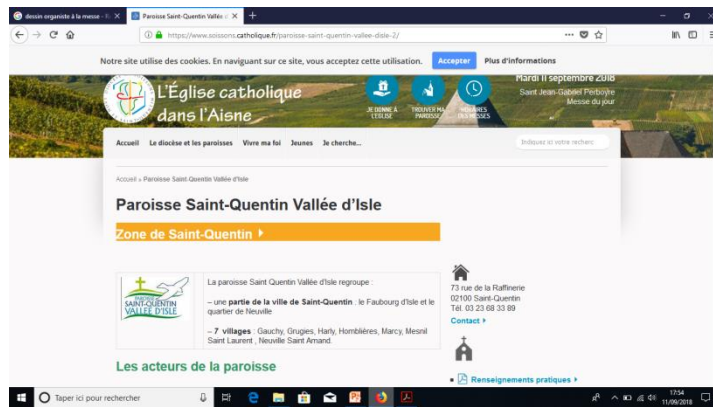 dessin organiste à la messe -
Paroisse Saint-Quentin Vallée
https://www.soissons.catholique.fr/paroisse-saint-quentin-vallee-disle-2/
Notre site utilise des cookies. En naviguant sur ce site, vous acceptez cette utilisation. Accepter Plus d'informations
L'Église catholique
dans l'Aisne
JE DONNE À
L'ÉGLISE
TROUVER MA
PAROISSE
HORAIRES
DES MESSES
Mardi 11 septembre 2018
Saint Jean-Gabriel Perboyre
Messe du jour
Accueil Le diocèse et les paroisses Vivre ma foi Jeunes Je cherche...
Indiquez ici votre recherc
Accueil » Paroisse Saint-Quentin Vallée d'Isle
Paroisse Saint-Quentin Vallée d'Isle
Zone de Saint-Quentin
PAROISSE
SAINT-QUENTIN
VALLÉE D'ISLE
La paroisse Saint Quentin Vallée d'Isle regroupe :
– une partie de la ville de Saint-Quentin : le Faubourg d'Isle et le
quartier de Neuville
– 7 villages : Gauchy, Grugies, Harly, Homblières, Marcy, Mesnil
Saint Laurent , Neuville Saint Amand.
73 rue de la Raffinerie
02100 Saint-Quentin
Tél. 03 23 68 33 89
Contact
Les acteurs de la paroisse
Renseignements pratiques
Taper ici pour rechercher
17:54
11/09/2018